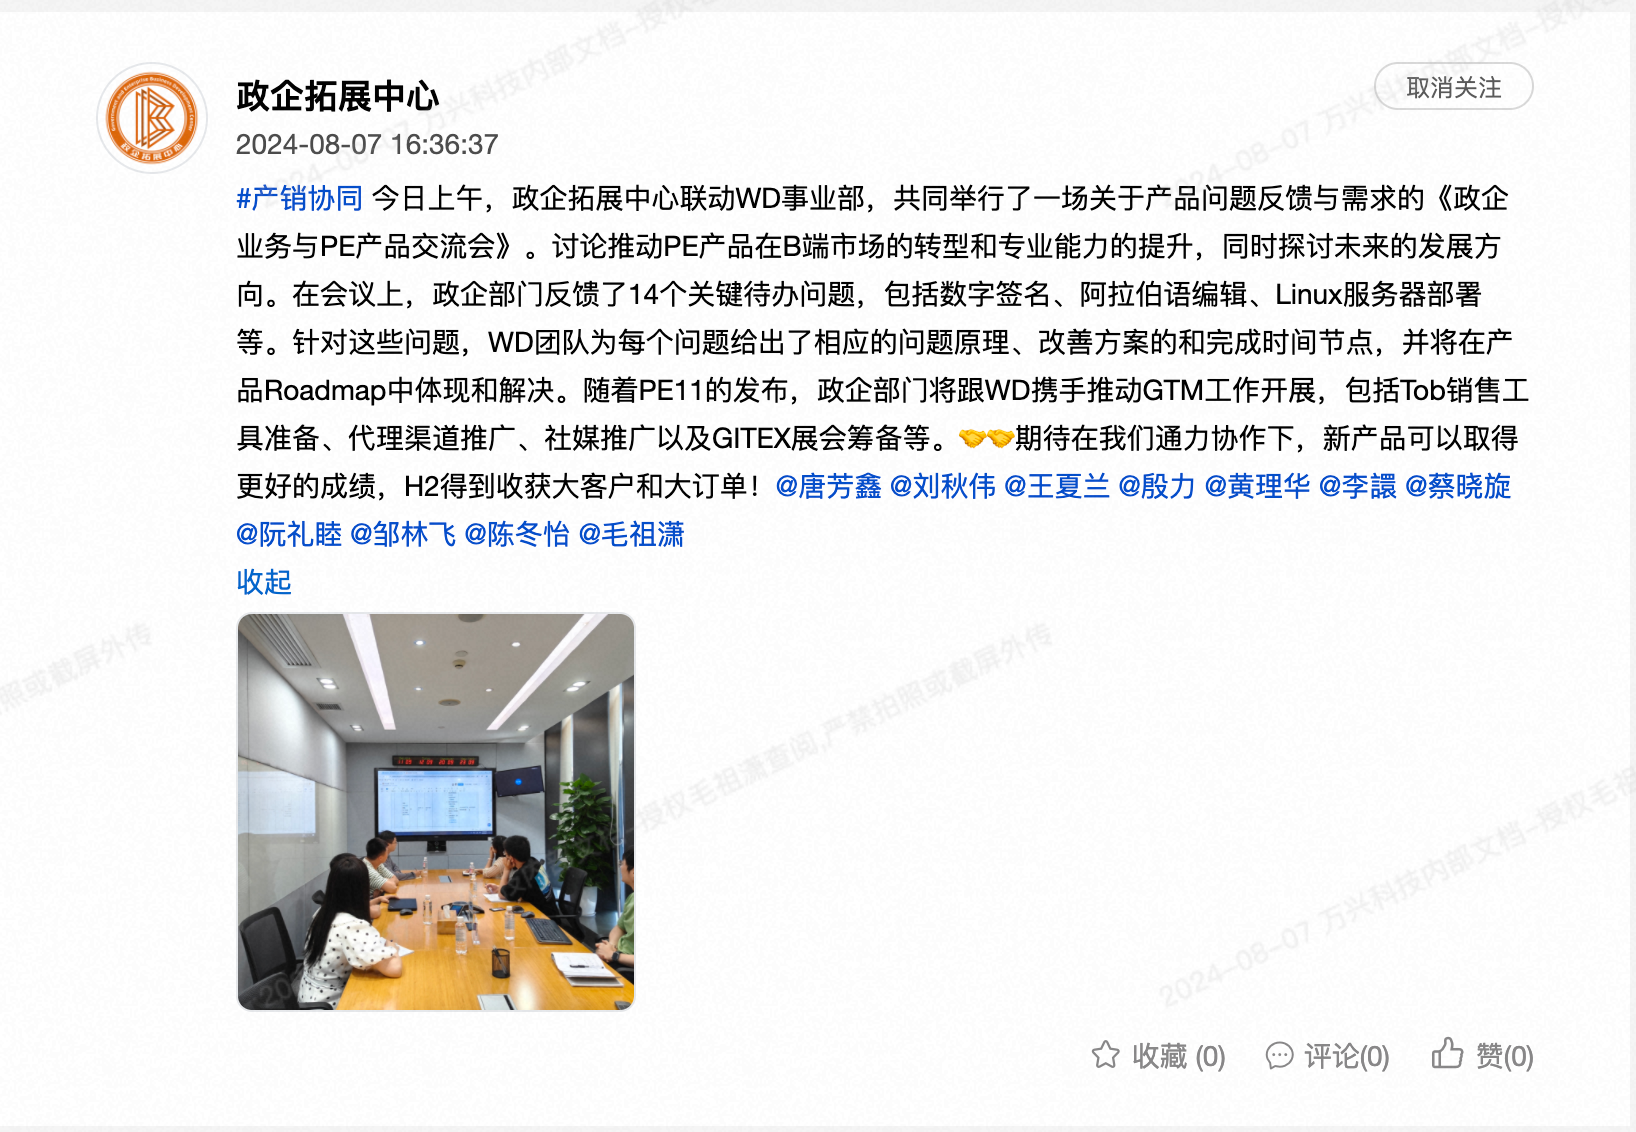 政企拓展中心
取消关注
2024-08-07 16:36:37
#产销协同 今日上午，政企拓展中心联动WD事业部，共同举行了一场关于产品问题反馈与需求的《政企
业务与PE产品交流会》。讨论推动PE产品在B端市场的转型和专业能力的提升，同时探讨未来的发展方
向。在会议上，政企部门反馈了14个关键待办问题，包括数字签名、阿拉伯语编辑、Linux服务器部署
等。针对这些问题，WD团队为每个问题给出了相应的问题原理、改善方案的和完成时间节点，并将在产
品Roadmap中体现和解决。随着PE11的发布，政企部门将跟WD携手推动GTM工作开展，包括Tob销售工
具准备、代理渠道推广、社媒推广以及GITEX展会筹备等。🤝🤝期待在我们通力协作下，新产品可以取得
更好的成绩，H2得到收获大客户和大订单！@唐芳鑫 @刘秋伟 @王夏兰 @殷力 @黄理华 @李譞 @蔡晓旋
@阮礼睦 @邹林飞 @陈冬怡 @毛祖潇
收起
收藏 (0) 评论(0) 赞(0)
政企拓展中心
2024-08-07 万兴科技内部文档-授权毛祖潇查阅,严禁拍照或截屏外传